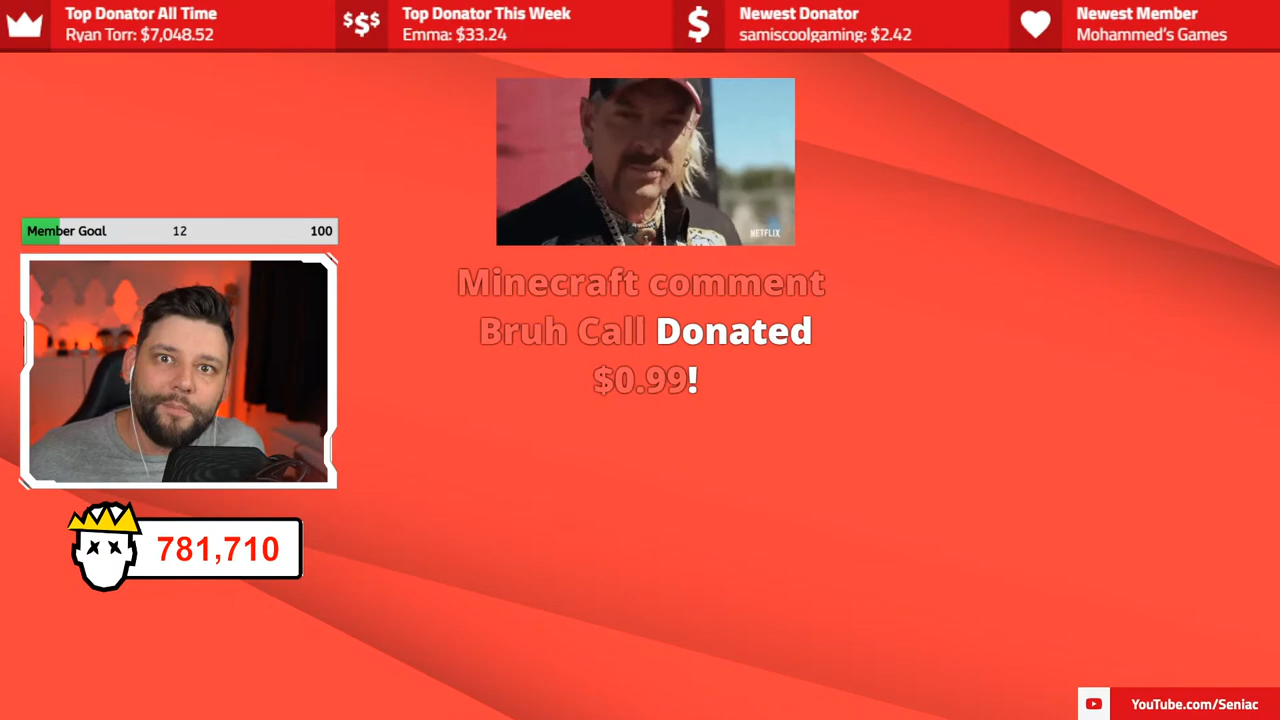 Top Donator All Time
Ryan Torr: $7,048.52
Top Donator This Week
Emma: $33.24
Newest Donator
samiscoolgaming: $2.42
Newest Member
Mohammed's Games
NETFLIX
Member Goal 12 100
Minecraft comment
Bruh Call Donated
$0.99!
781,710
YouTube.com/Seniac